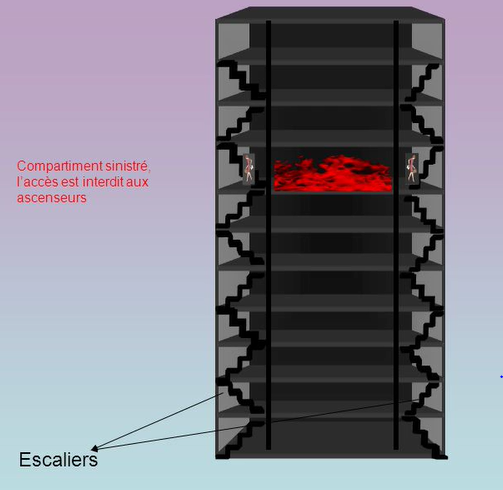 Compartiment sinistré,
l'accès est interdit aux
ascenseurs
Escaliers